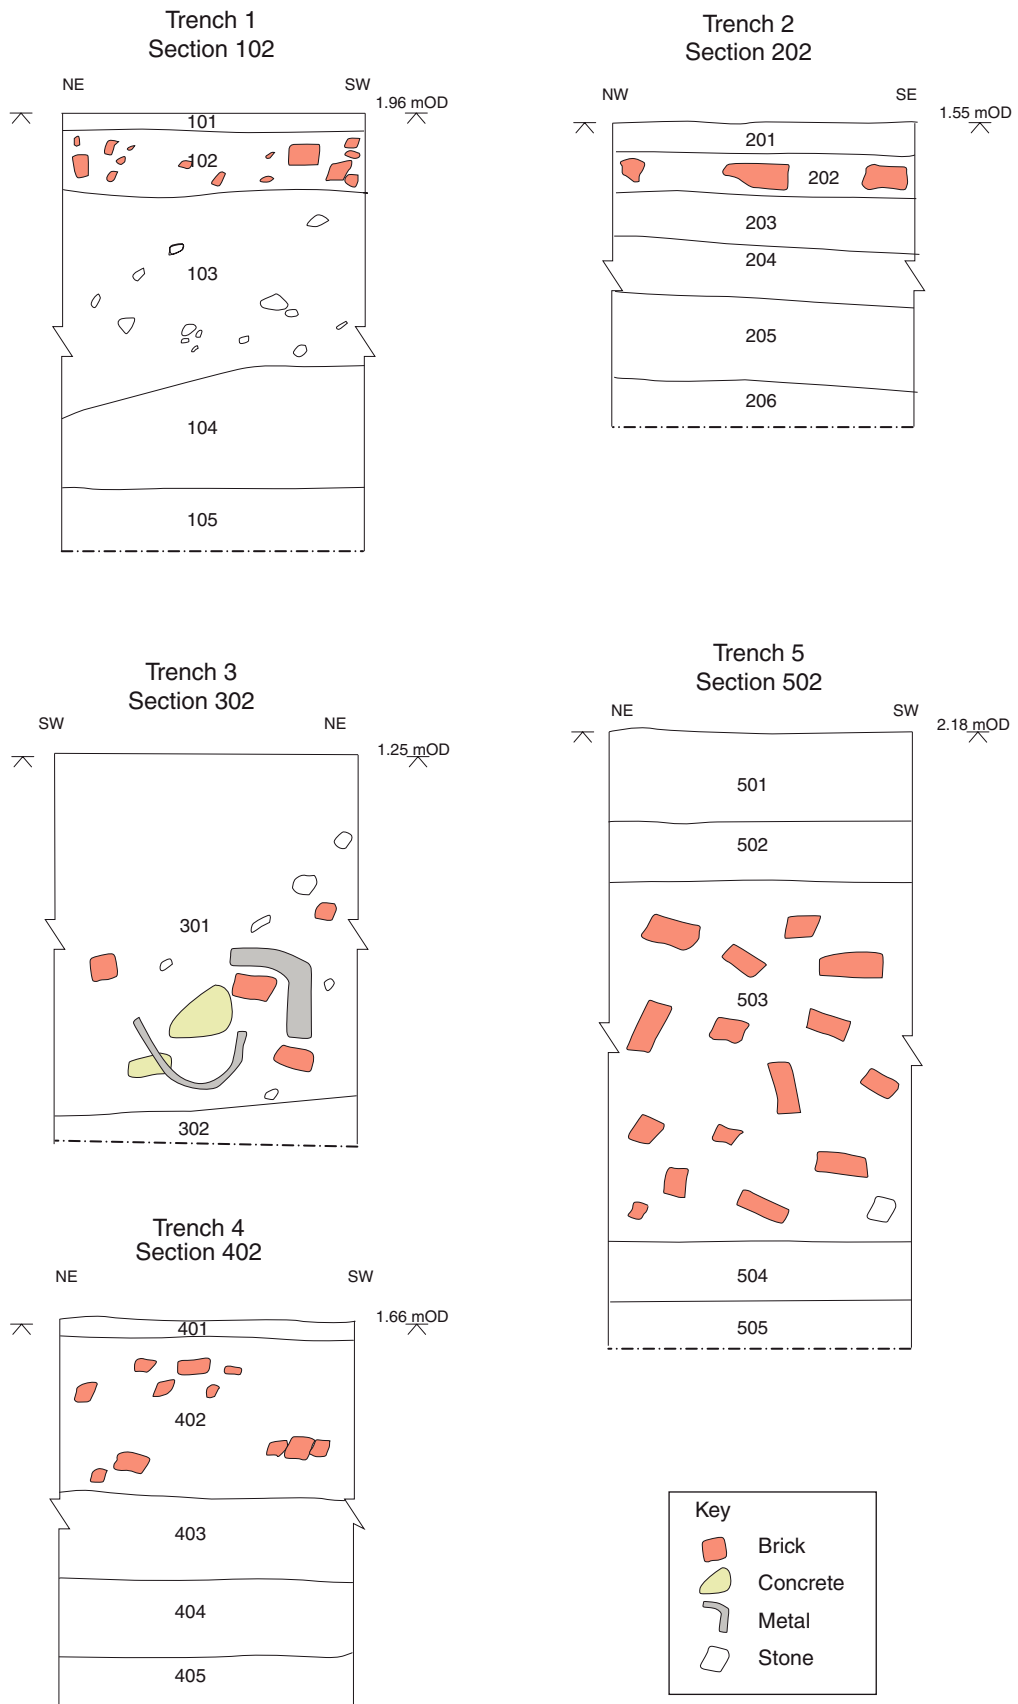 Trench 1
Section 102
NE SW
1.96 mOD
101
102
103
104
105
Trench 2
Section 202
NW SE
1.55 mOD
201
202
203
204
205
206
Trench 3
Section 302
SW NE
1.25 mOD
301
302
Trench 5
Section 502
NE SW
2.18 mOD
501
502
503
504
505
Trench 4
Section 402
NE SW
1.66 mOD
401
402
403
404
405
Key
Brick
Concrete
Metal
Stone